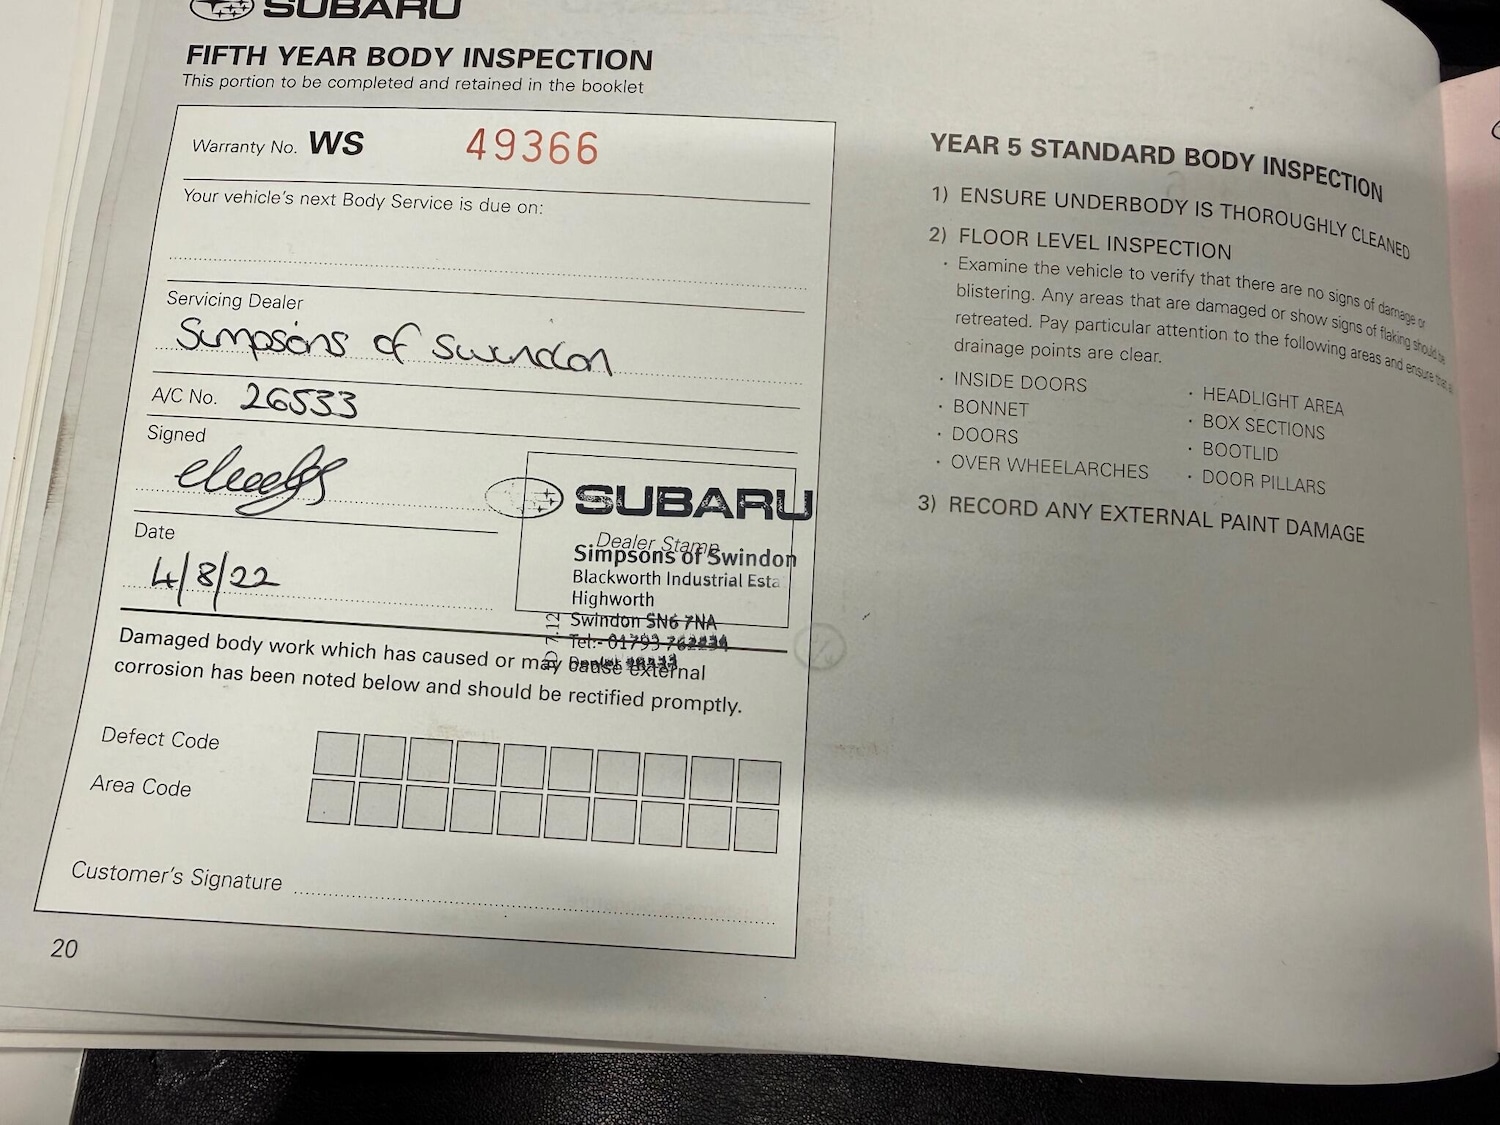 SUBARU
FIFTH YEAR BODY INSPECTION
This portion to be completed and retained in the booklet
Warranty No. WS 49366
Your vehicle's next Body Service is due on:
Servicing Dealer
Simpsons of Swindon
A/C No. 26533
Signed
Date
4/8/22
SUBARU
Dealer Stamp
Simpsons of Swindon
Blackworth Industrial Esta
Highworth
Swindon SN6 7NA
Tel:- 01793 762234
Damaged body work which has caused or may cause external
corrosion has been noted below and should be rectified promptly.
Defect Code
Area Code
Customer's Signature
20
YEAR 5 STANDARD BODY INSPECTION
1) ENSURE UNDERBODY IS THOROUGHLY CLEANED
2) FLOOR LEVEL INSPECTION
· Examine the vehicle to verify that there are no signs of damage or
blistering. Any areas that are damaged or show signs of flaking should be
retreated. Pay particular attention to the following areas and ensure that
drainage points are clear.
· INSIDE DOORS
· BONNET
· DOORS
· OVER WHEELARCHES
· HEADLIGHT AREA
· BOX SECTIONS
· BOOTLID
· DOOR PILLARS
3) RECORD ANY EXTERNAL PAINT DAMAGE